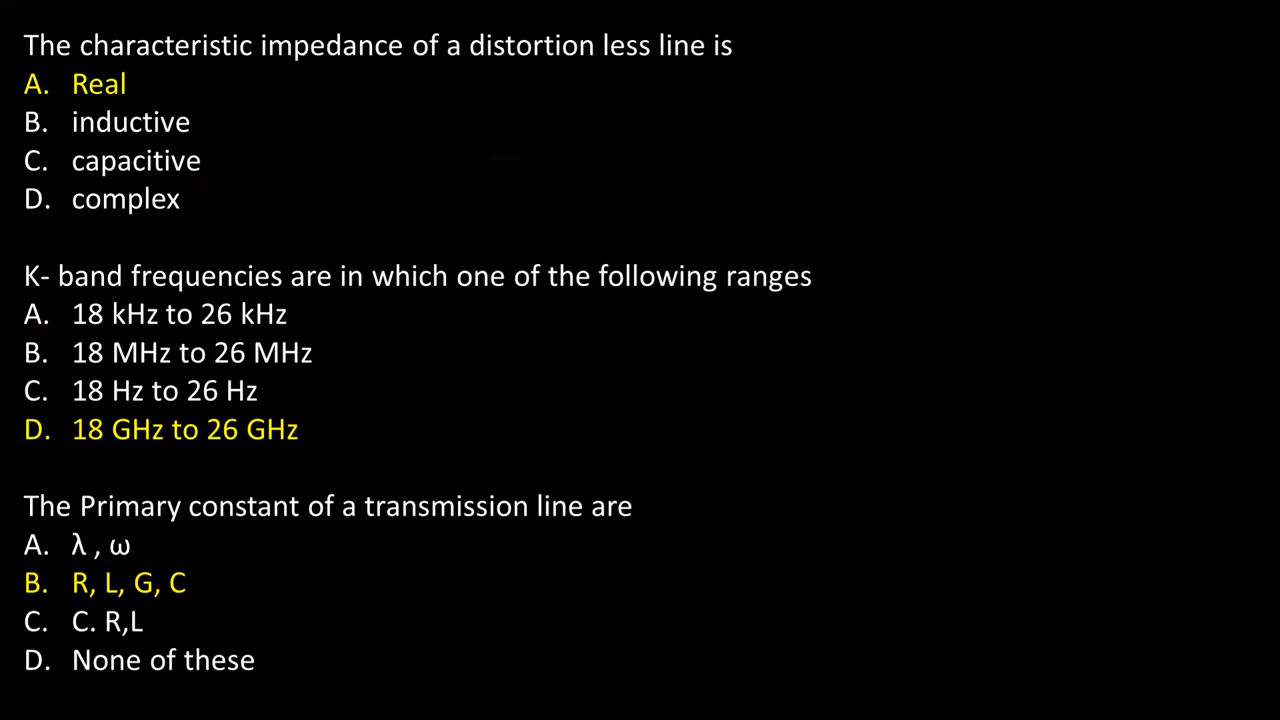 The characteristic impedance of a distortion less line is
A. Real
B. inductive
C. capacitive
D. complex
K- band frequencies are in which one of the following ranges
A. 18 kHz to 26 kHz
B. 18 MHz to 26 MHz
C. 18 Hz to 26 Hz
D. 18 GHz to 26 GHz
The Primary constant of a transmission line are
A. λ , ω
B. R, L, G, C
C. C. R,L
D. None of these